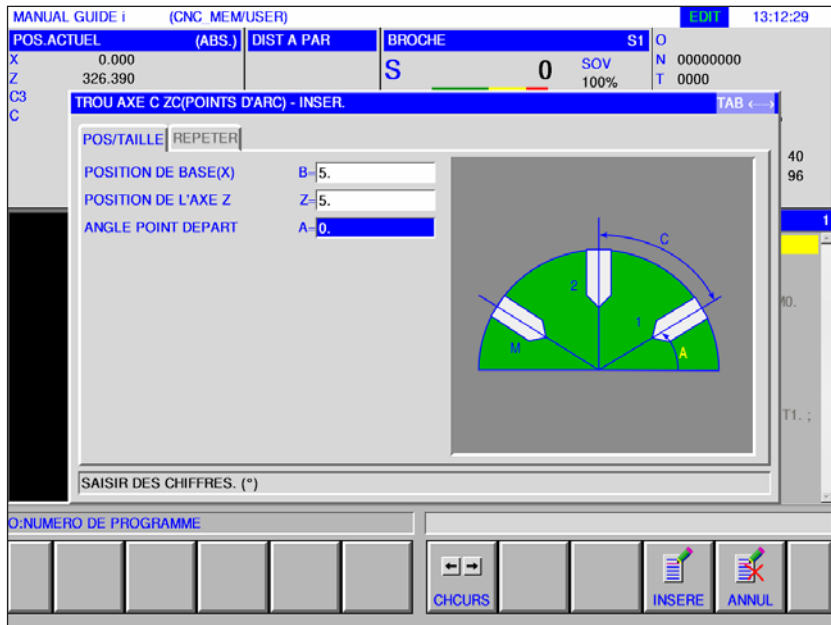 MANUAL GUIDE i (CNC_MEM/USER) EDIT 13:12:29
POS.ACTUEL (ABS.) DIST A PAR BROCHE S1 O
X 0.000 S 0 SOV N 00000000
Z 326.390 100% T 0000
C3
C
TROU AXE C ZC(POINTS D'ARC) - INSER. TAB ←→
POS/TAILLE REPETER
POSITION DE BASE(X) B=5.
POSITION DE L'AXE Z Z=5.
ANGLE POINT DEPART A=0.
C
2
1
M
A
40
96
1
M0.
T1. ;
SAISIR DES CHIFFRES. (°)
O:NUMERO DE PROGRAMME
CHCURS INSERE ANNUL